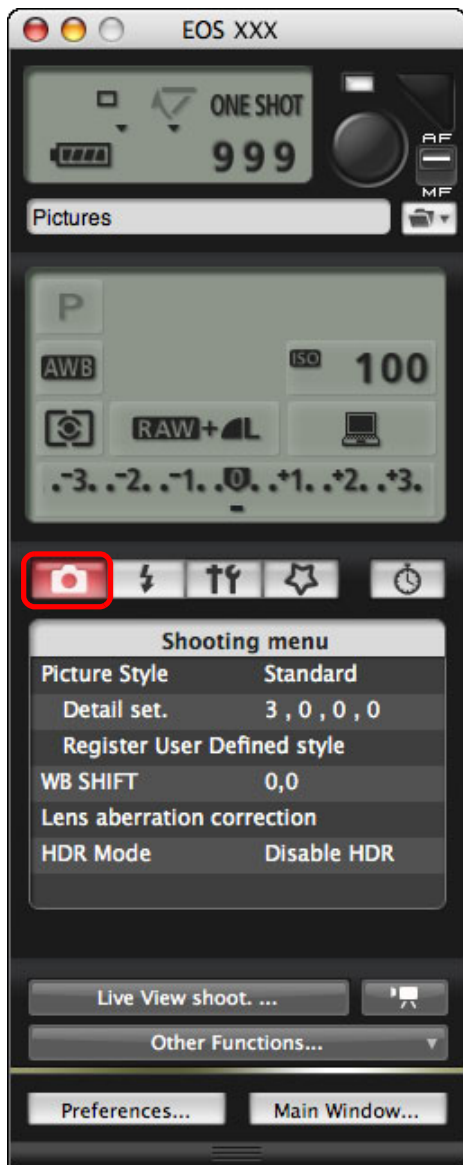 EOS XXX
ONE SHOT
999
AF
MF
Pictures
P
AWB
ISO 100
RAW+L
.-3. .-2. .-1. .0. .+1. .+2. .+3.
Shooting menu
Picture Style Standard
Detail set. 3 , 0 , 0 , 0
Register User Defined style
WB SHIFT 0,0
Lens aberration correction
HDR Mode Disable HDR
Live View shoot. ...
Other Functions...
Preferences... Main Window...